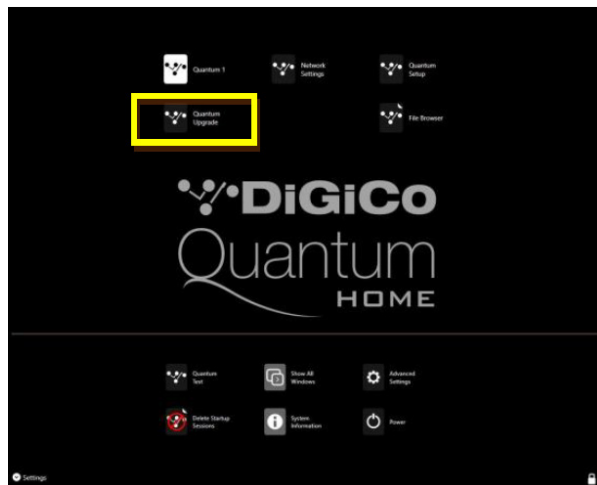 Quantum 1
Network
Settings
Quantum
Setup
Quantum
Upgrade
File Browser
DiGiCo
Quantum
HOME
Quantum
Test
Show All
Windows
Advanced
Settings
Delete Startup
Sessions
System
Information
Power
Settings